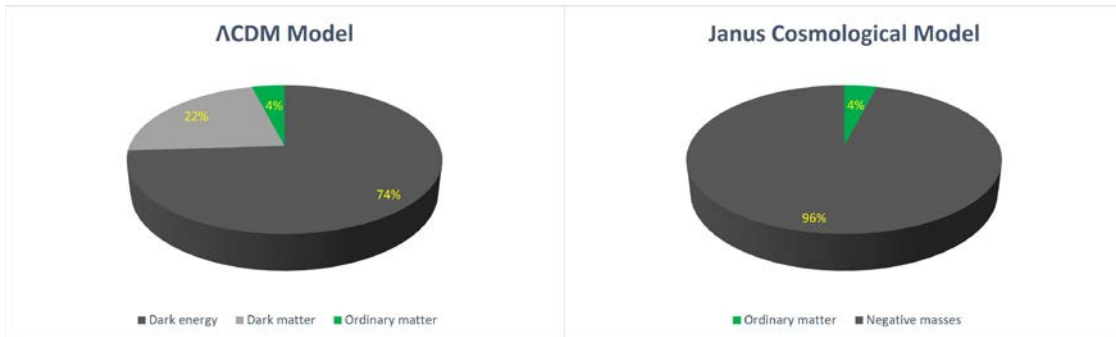 ΛCDM Model
4%
22%
74%
Dark energy Dark matter Ordinary matter
Janus Cosmological Model
4%
96%
Ordinary matter Negative masses